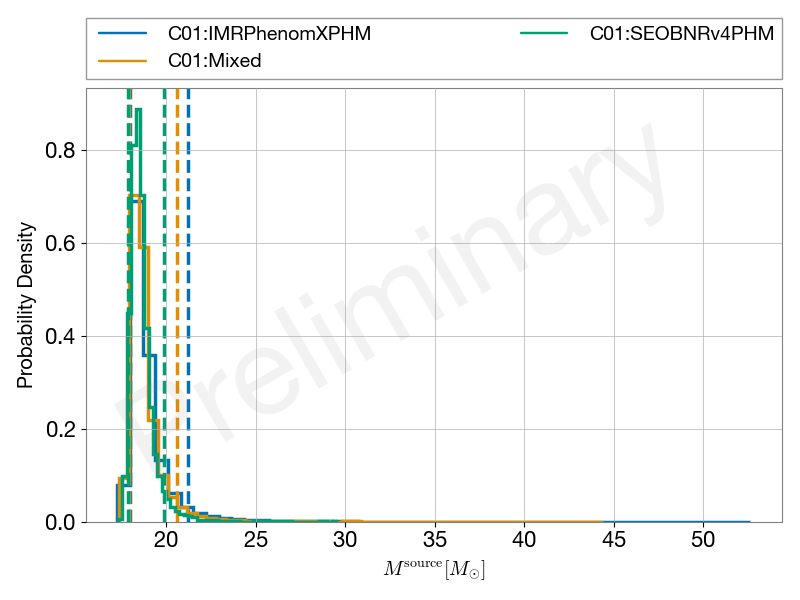 C01:IMRPhenomXPHM
C01:Mixed
C01:SEOBNRv4PHM
Preliminary
Probability Density
0.8
0.6
0.4
0.2
0.0
20 25 30 35 40 45 50
M^source [M_⊙]